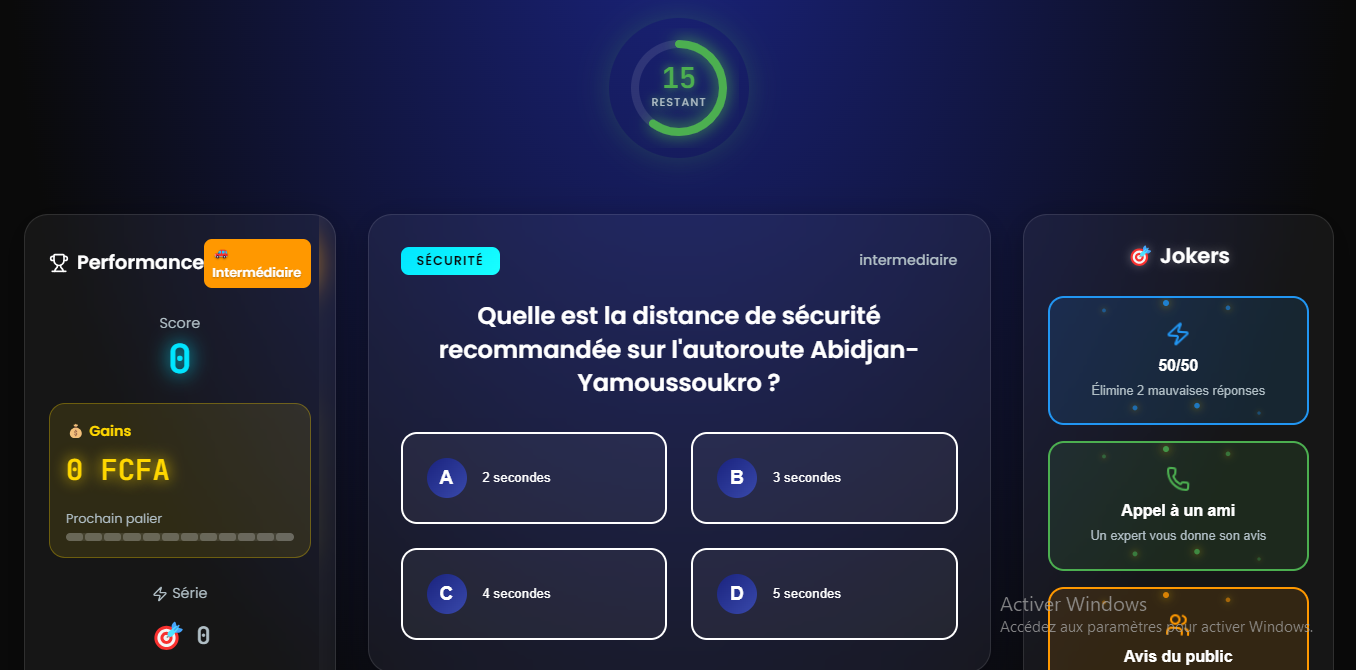 15
RESTANT
Performance
Intermédiaire
Score
0
Gains
0 FCFA
Prochain palier
Série
0
SÉCURITÉ
intermediaire
Quelle est la distance de sécurité
recommandée sur l'autoroute Abidjan-
Yamoussoukro ?
A 2 secondes
B 3 secondes
C 4 secondes
D 5 secondes
Jokers
50/50
Élimine 2 mauvaises réponses
Appel à un ami
Un expert vous donne son avis
Activer Windows
Accédez aux paramètres pour activer Windows.
Avis du public